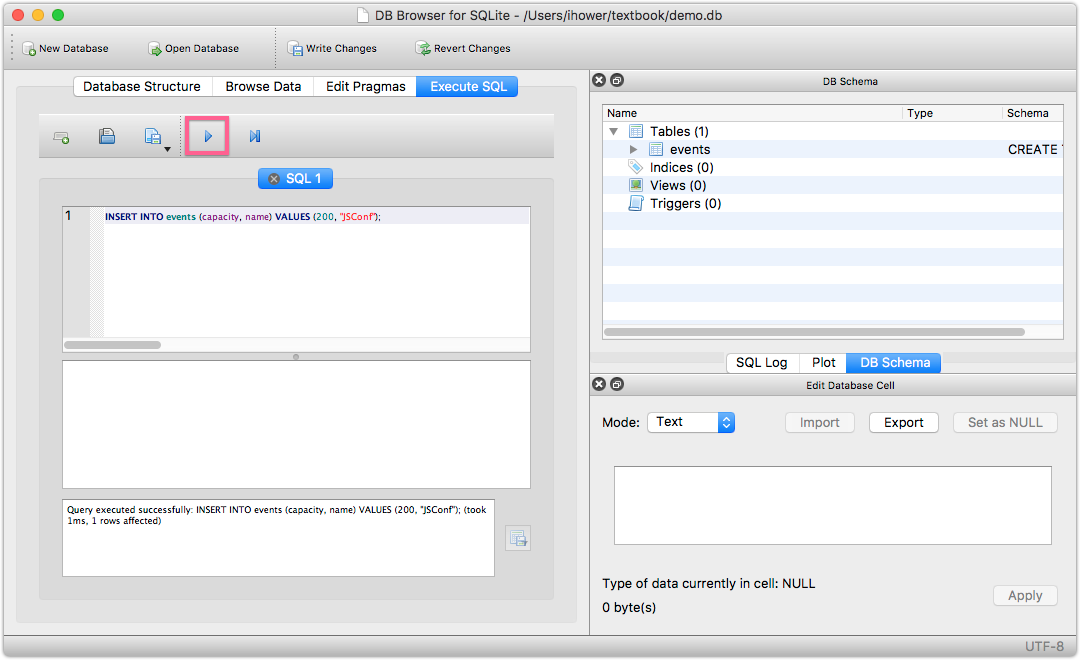 DB Browser for SQLite - /Users/ihower/textbook/demo.db
New Database Open Database Write Changes Revert Changes
Database Structure Browse Data Edit Pragmas Execute SQL
SQL 1
1 INSERT INTO events (capacity, name) VALUES (200, "JSConf");
Query executed successfully: INSERT INTO events (capacity, name) VALUES (200, "JSConf"); (took
1ms, 1 rows affected)
DB Schema
Name Type Schema
Tables (1)
events CREATE
Indices (0)
Views (0)
Triggers (0)
SQL Log Plot DB Schema
Edit Database Cell
Mode: Text Import Export Set as NULL
Type of data currently in cell: NULL
0 byte(s)
Apply
UTF-8